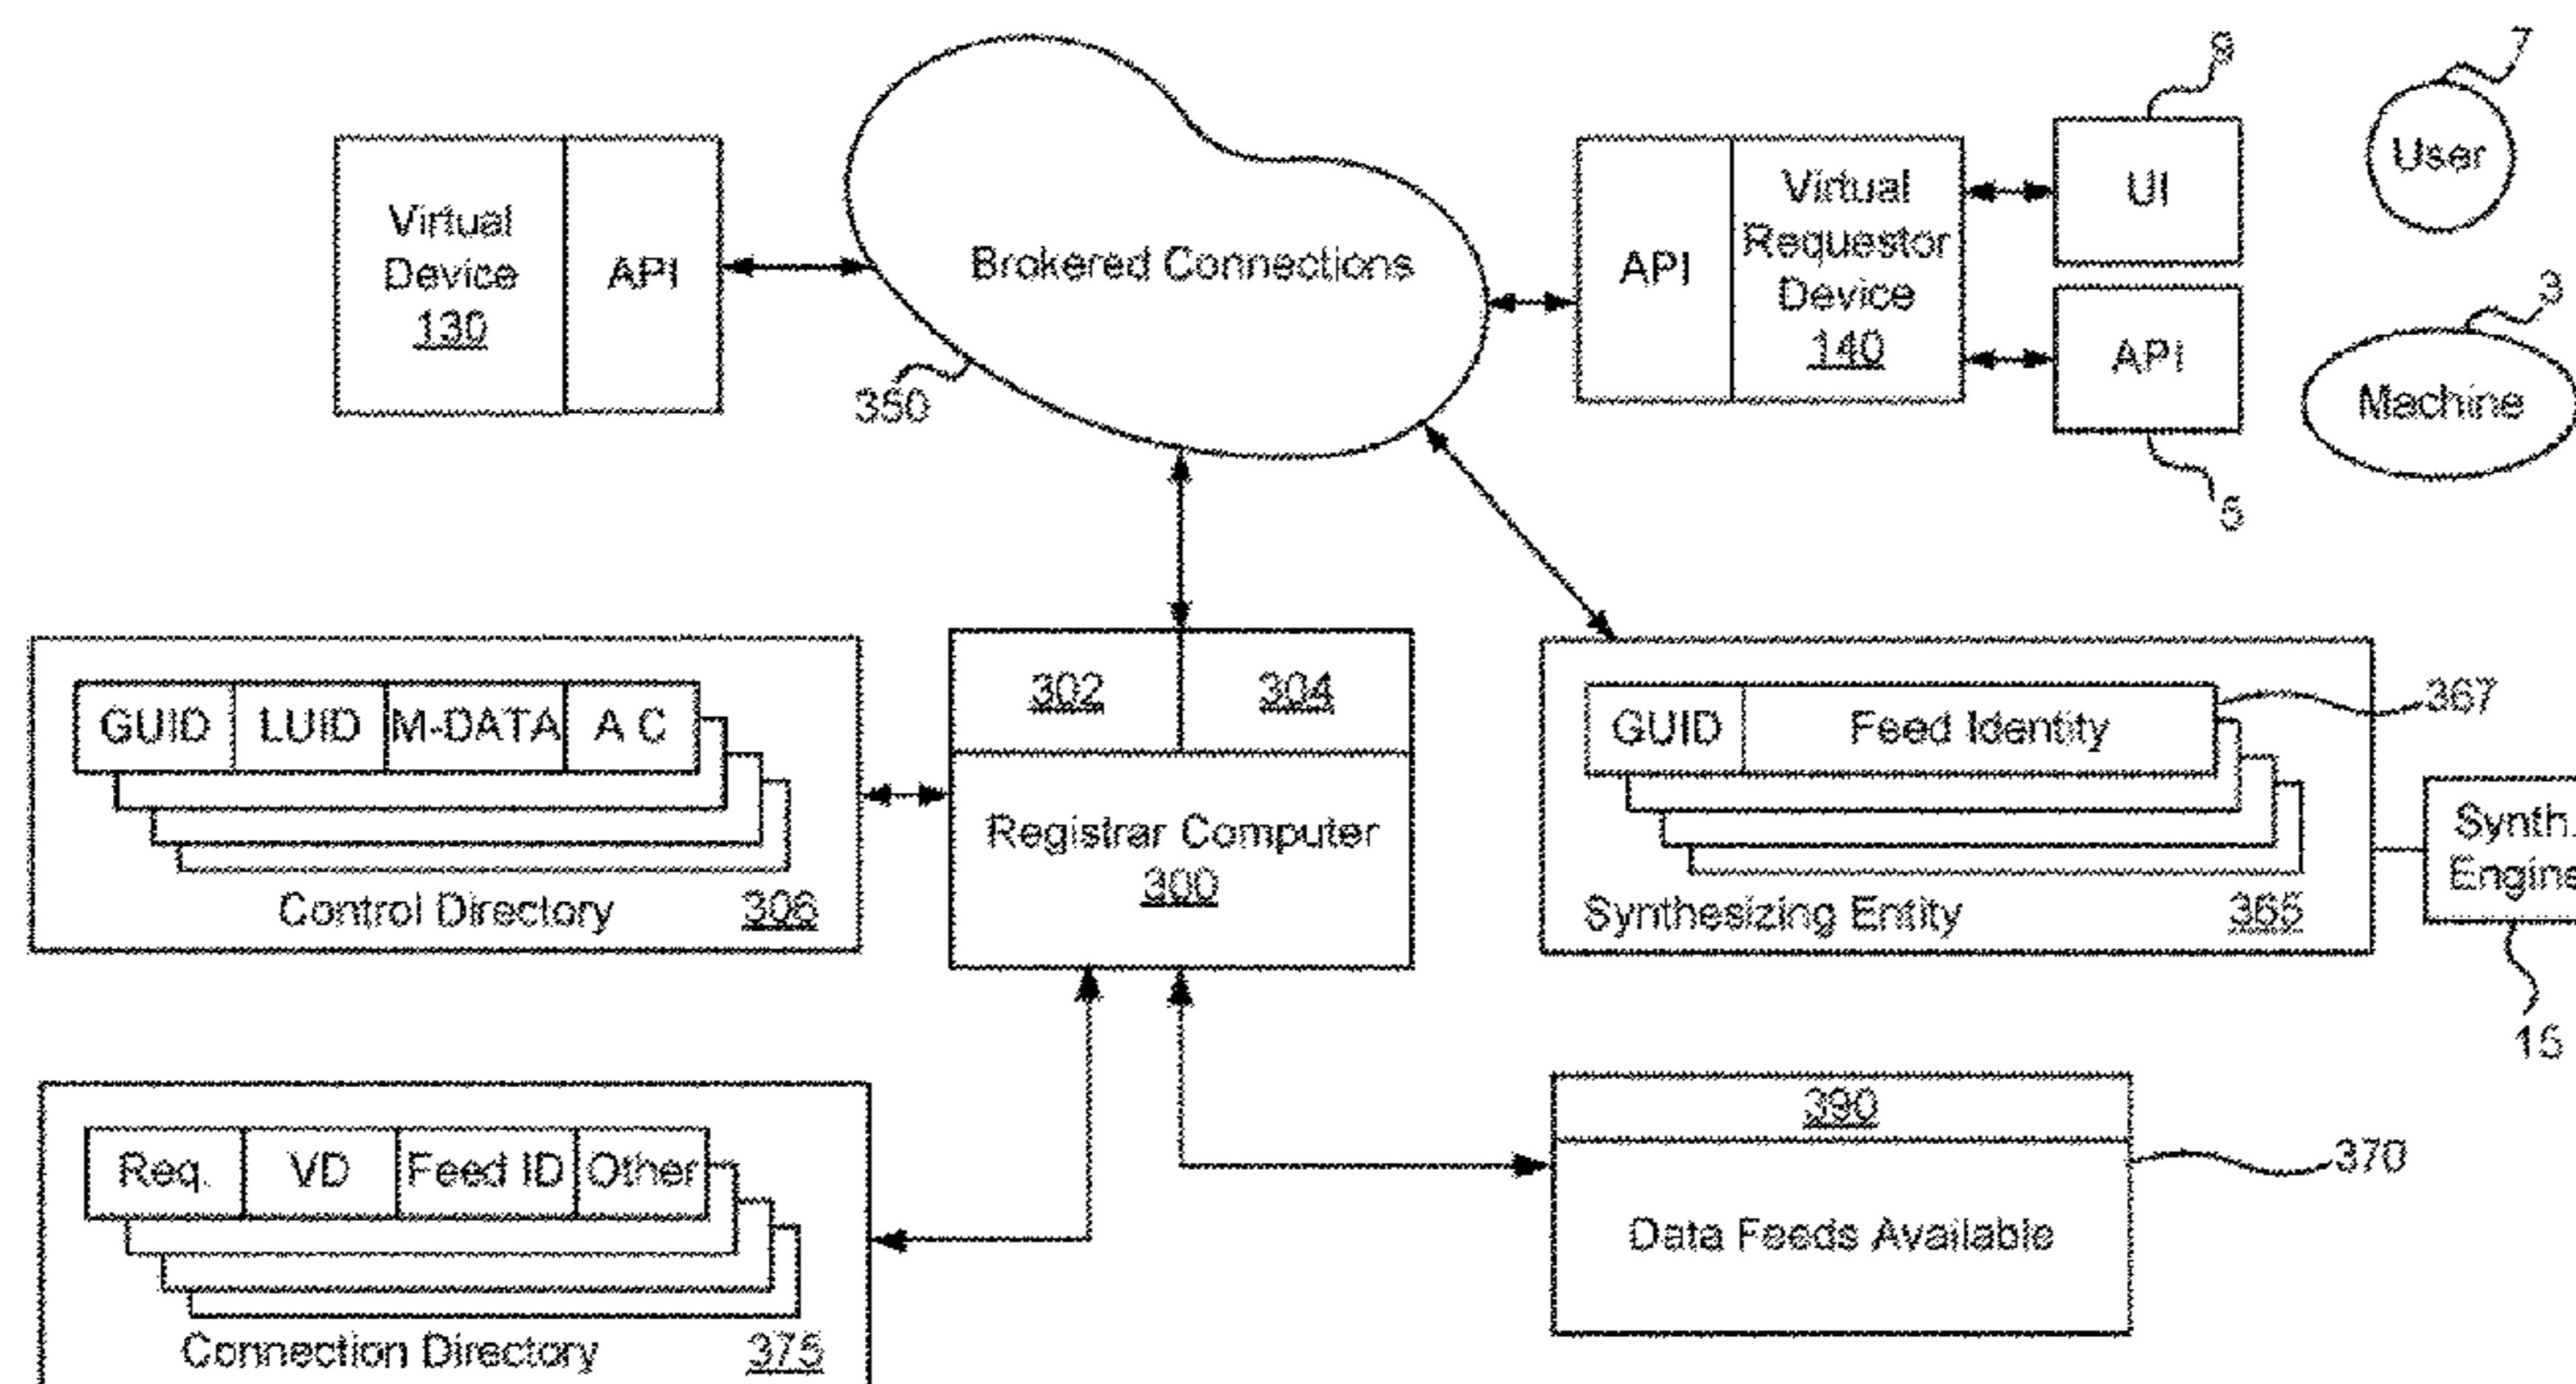 9
7
User
Virtual
Device
130
API
Brokered Connections
350
API
Virtual
Requestor
Device
140
UI
API
3
Machine
5
302
304
Registrar Computer
300
GUID LUID M-DATA A C
Control Directory 306
GUID Feed Identity
367
Synthesizing Entity 365
Synth.
Engine
15
Req. VD Feed ID Other
Connection Directory 375
390
370
Data Feeds Available